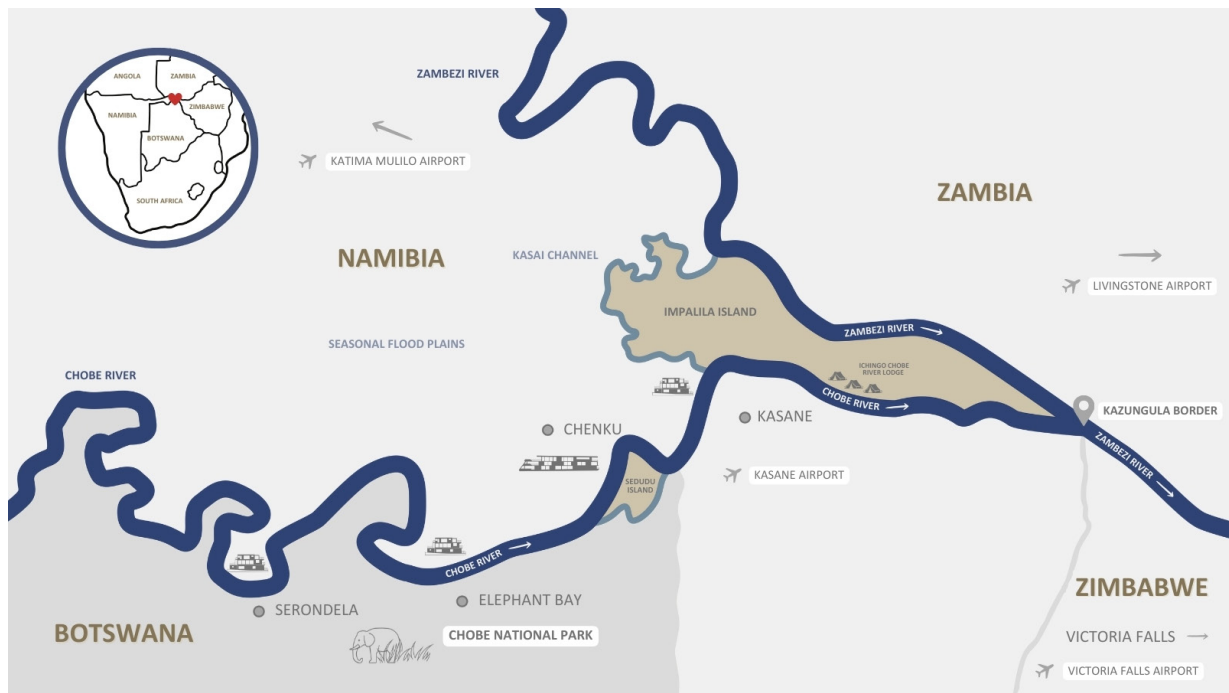 ANGOLA
ZAMBIA
NAMIBIA
ZIMBABWE
BOTSWANA
SOUTH AFRICA
ZAMBEZI RIVER
KATIMA MULILO AIRPORT
ZAMBIA
NAMIBIA
KASAI CHANNEL
LIVINGSTONE AIRPORT
IMPALILA ISLAND
ZAMBEZI RIVER
SEASONAL FLOOD PLAINS
ICHINGO CHOBE
RIVER LODGE
CHOBE RIVER
CHOBE RIVER
KAZUNGULA BORDER
KASANE
CHENKU
ZAMBEZI RIVER
KASANE AIRPORT
SEDUDU
ISLAND
CHOBE RIVER
ZIMBABWE
ELEPHANT BAY
SERONDELA
BOTSWANA
CHOBE NATIONAL PARK
VICTORIA FALLS
VICTORIA FALLS AIRPORT